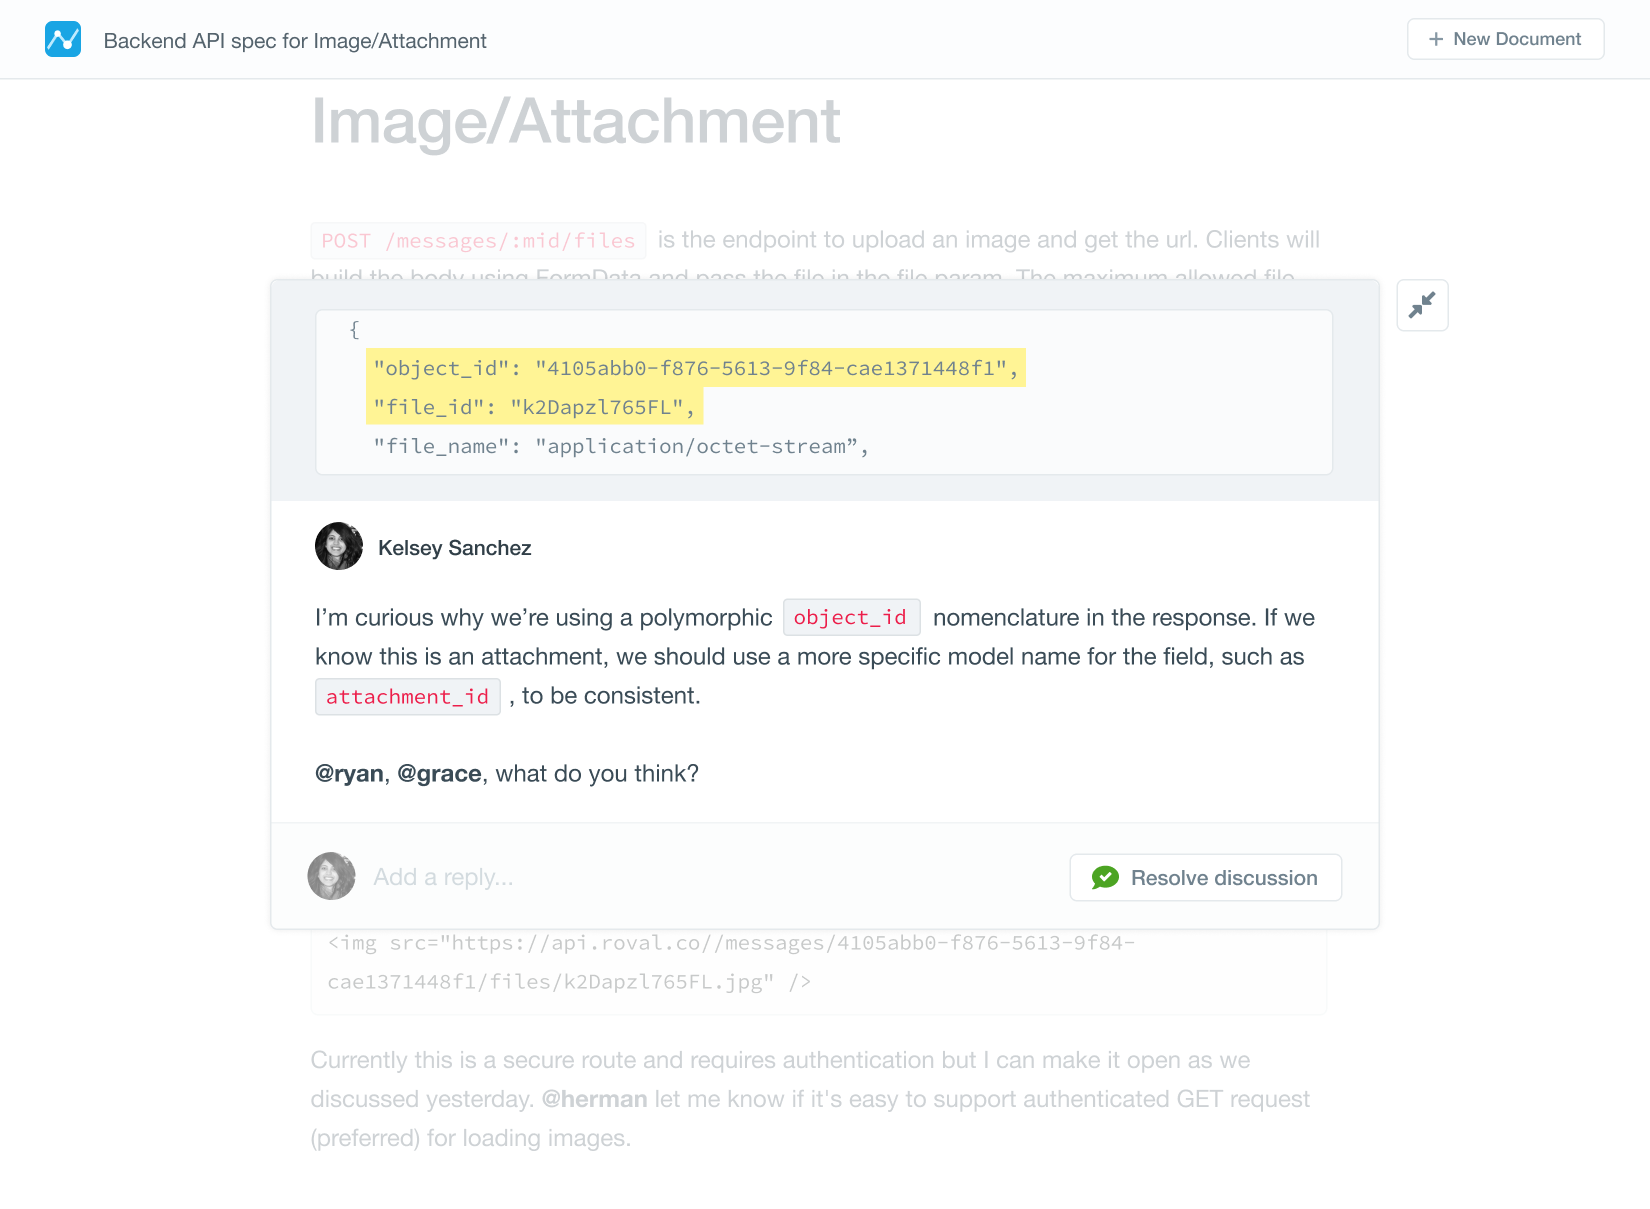 Backend API spec for Image/Attachment
+ New Document
Image/Attachment
POST /messages/:mid/files is the endpoint to upload an image and get the url. Clients will
build the body using FormData and pass the file in the file param. The maximum allowed file
{
"object_id": "4105abb0-f876-5613-9f84-cae1371448f1",
"file_id": "k2Dapzl765FL",
"file_name": "application/octet-stream”,
Kelsey Sanchez
I’m curious why we’re using a polymorphic object_id nomenclature in the response. If we
know this is an attachment, we should use a more specific model name for the field, such as
attachment_id , to be consistent.
@ryan, @grace, what do you think?
Add a reply...
Resolve discussion
<img src="https://api.roval.co//messages/4105abb0-f876-5613-9f84-
cae1371448f1/files/k2Dapzl765FL.jpg" />
Currently this is a secure route and requires authentication but I can make it open as we
discussed yesterday. @herman let me know if it's easy to support authenticated GET request
(preferred) for loading images.